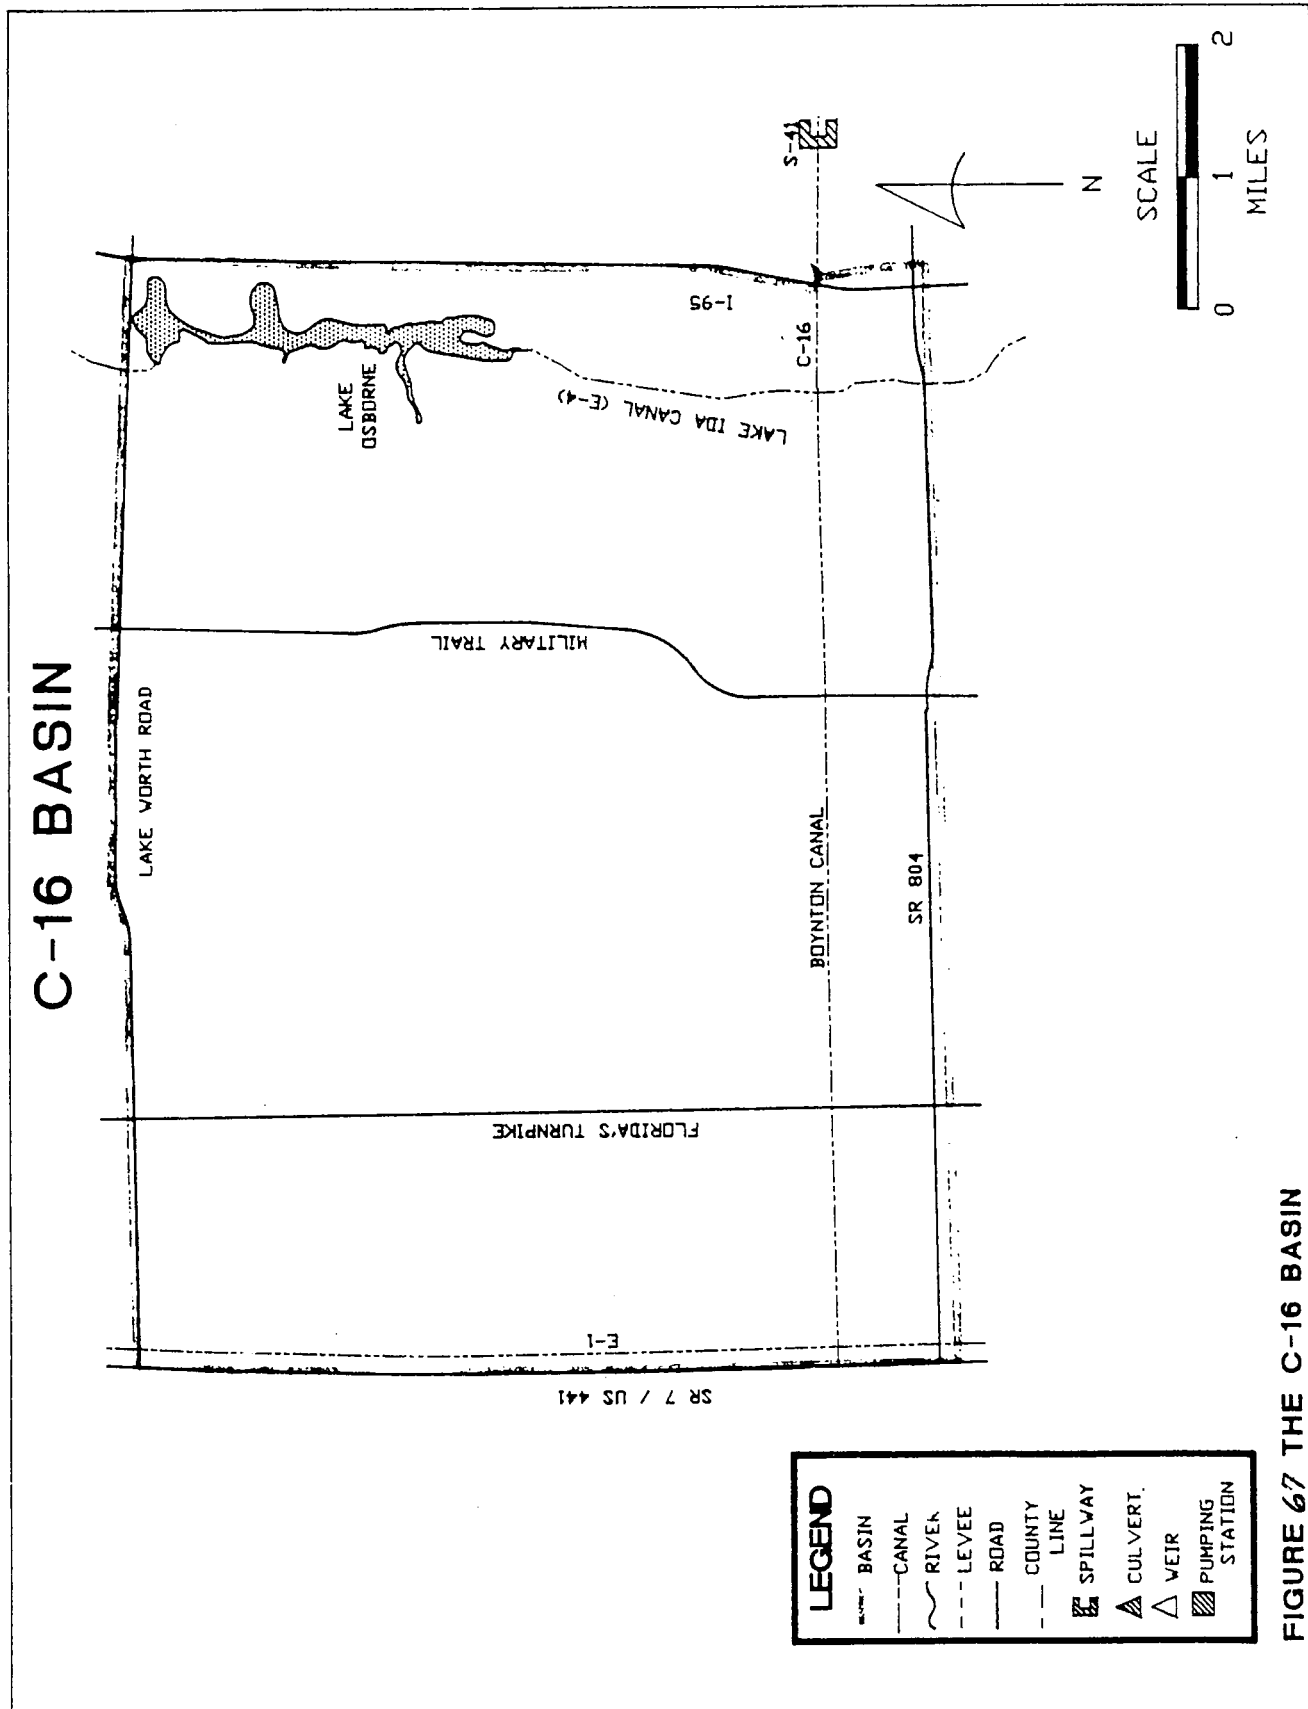 C-16 BASIN
LAKE WORTH ROAD
LAKE
OSBORNE
S-41
I-95
C-16
LAKE IDA CANAL (E-4)
MILITARY TRAIL
BOYNTON CANAL
SR 804
FLORIDA'S TURNPIKE
E-1
SR 7 / US 441
N
SCALE
0 1 2
MILES
LEGEND
BASIN
CANAL
RIVER
LEVEE
ROAD
COUNTY
LINE
SPILLWAY
CULVERT.
WEIR
PUMPING
STATION
FIGURE 67 THE C-16 BASIN